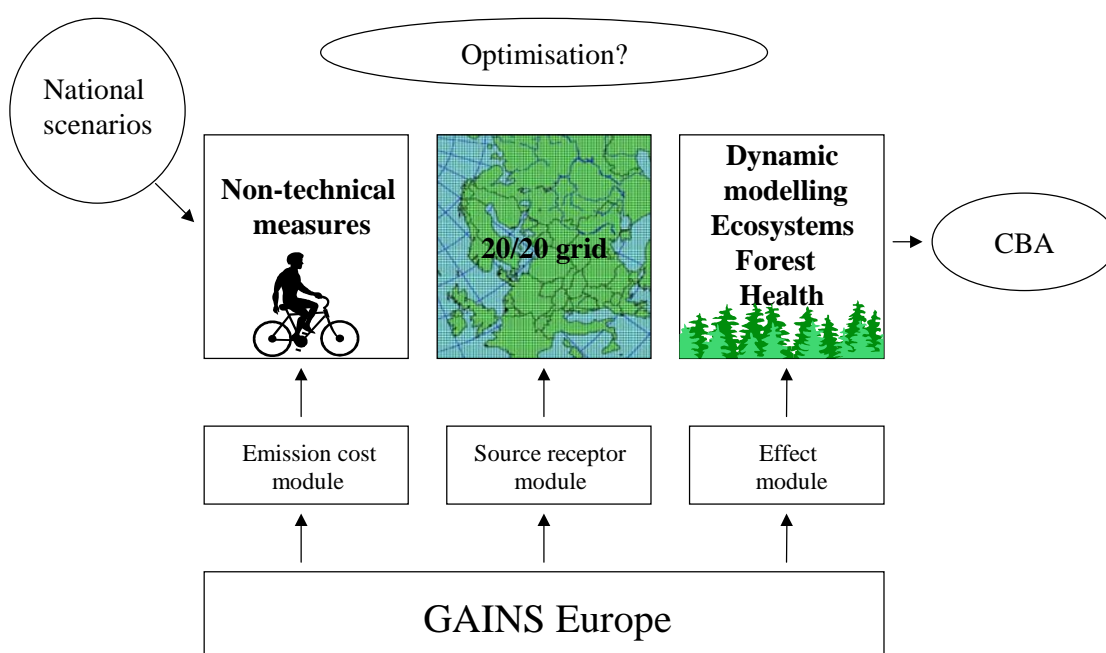 Optimisation?
National
scenarios
Non-technical
measures
20/20 grid
Dynamic
modelling
Ecosystems
Forest
Health
CBA
Emission cost
module
Source receptor
module
Effect
module
GAINS Europe